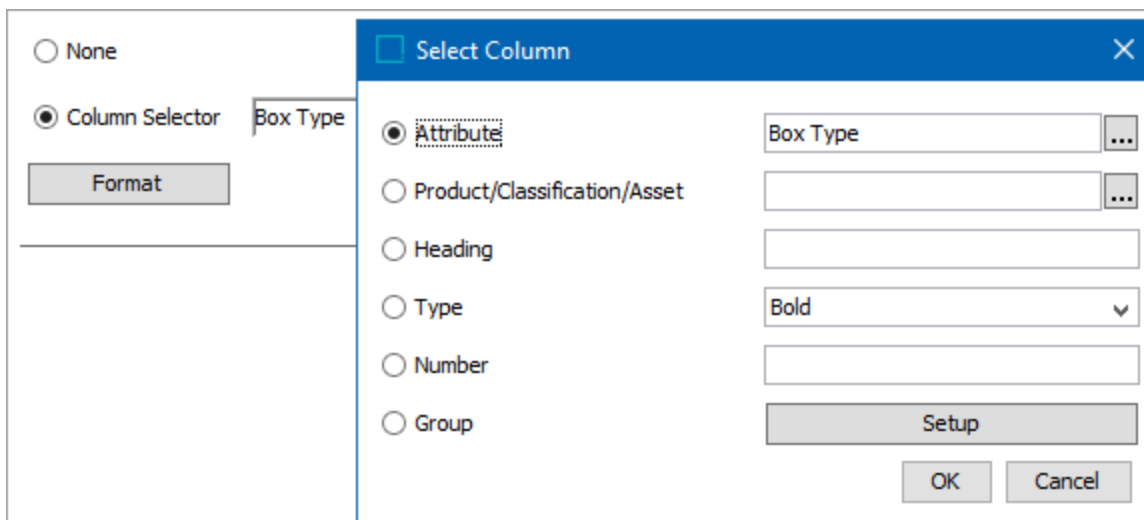 None
Column Selector
Box Type
Format
Select Column
Attribute
Box Type
...
Product/Classification/Asset
...
Heading
Type
Bold
Number
Group
Setup
OK
Cancel